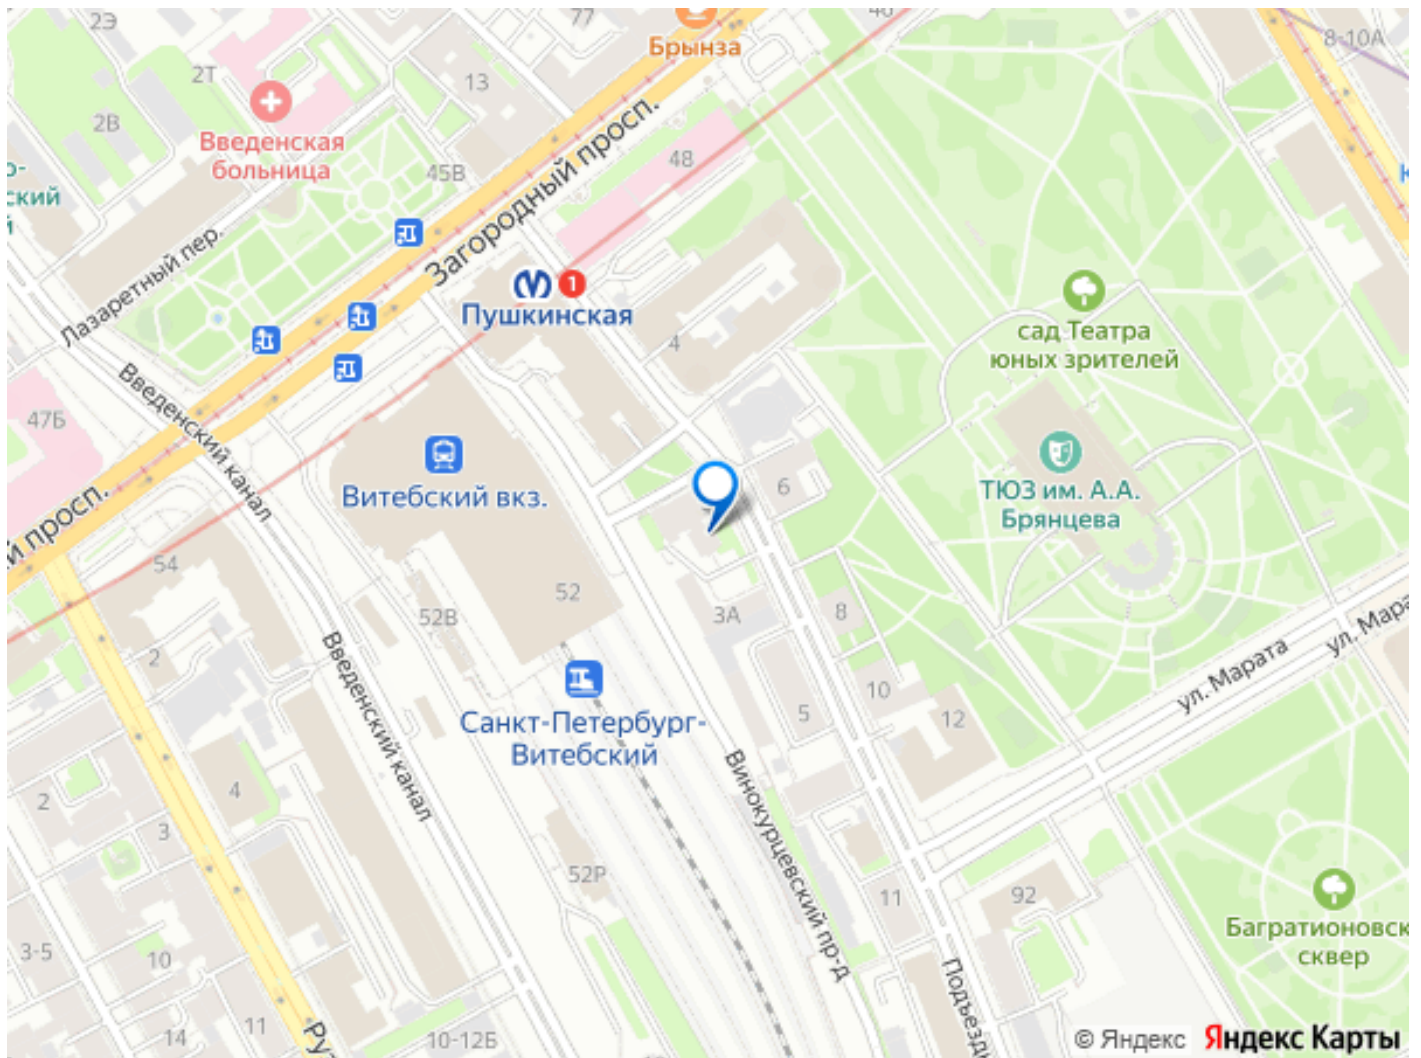 2Э
77
40
Брынза
8-10А
2Т
13
2В
Введенская
больница
45В
48
Загородный просп.
ский
й
Лазаретный пер.
Пушкинская
1
4
сад Театра
юных зрителей
Введенский канал
47Б
Витебский вкз.
6
ТЮЗ им. А.А.
Брянцева
й просп.
54
52
52В
3А
8
2
Введенский канал
ул. Марата
ул. Мара
10
5
12
Санкт-Петербург-
Витебский
Винокурцевский пр-д
2
4
3
52Р
11
92
Багратионовск
сквер
3-5
10
Подъезд
11
14
Ру
10-12Б
© Яндекс Яндекс Карты